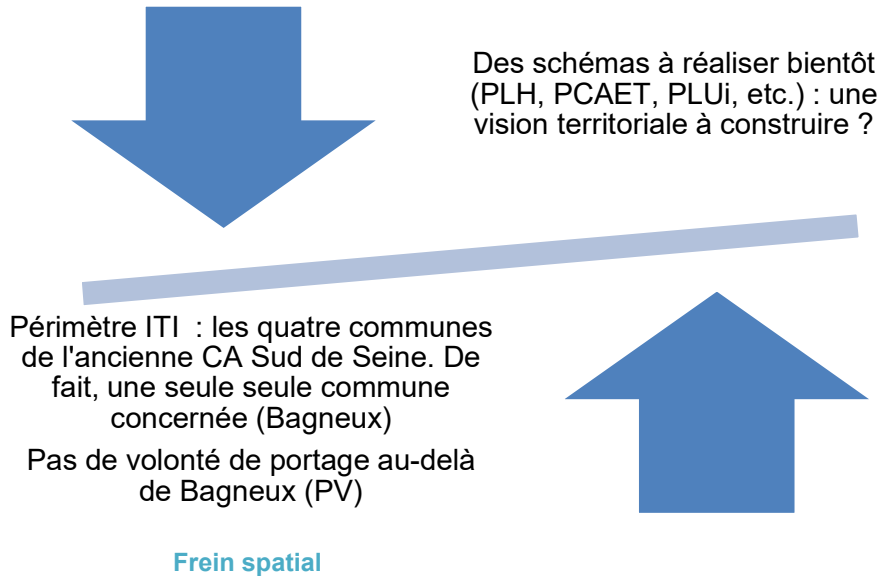 Des schémas à réaliser bientôt
(PLH, PCAET, PLUi, etc.) : une
vision territoriale à construire ?
Périmètre ITI : les quatre communes
de l'ancienne CA Sud de Seine. De
fait, une seule seule commune
concernée (Bagneux)
Pas de volonté de portage au-delà
de Bagneux (PV)
Frein spatial